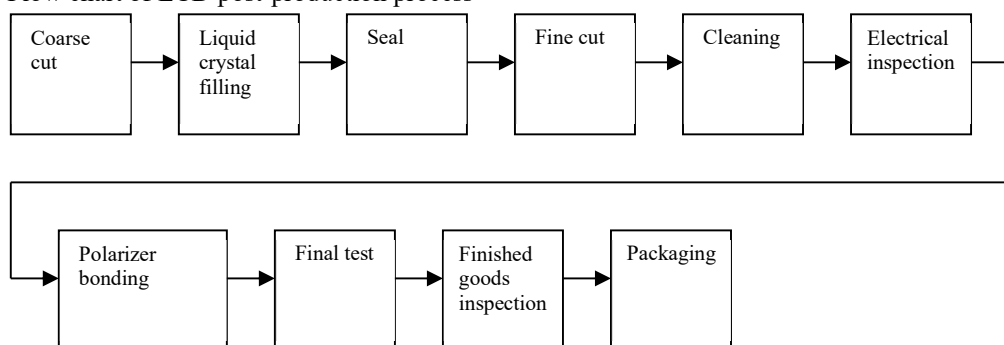 Flow chart of LCD post-production process
Coarse
cut
Liquid
crystal
filling
Seal
Fine cut
Cleaning
Electrical
inspection
Polarizer
bonding
Final test
Finished
goods
inspection
Packaging